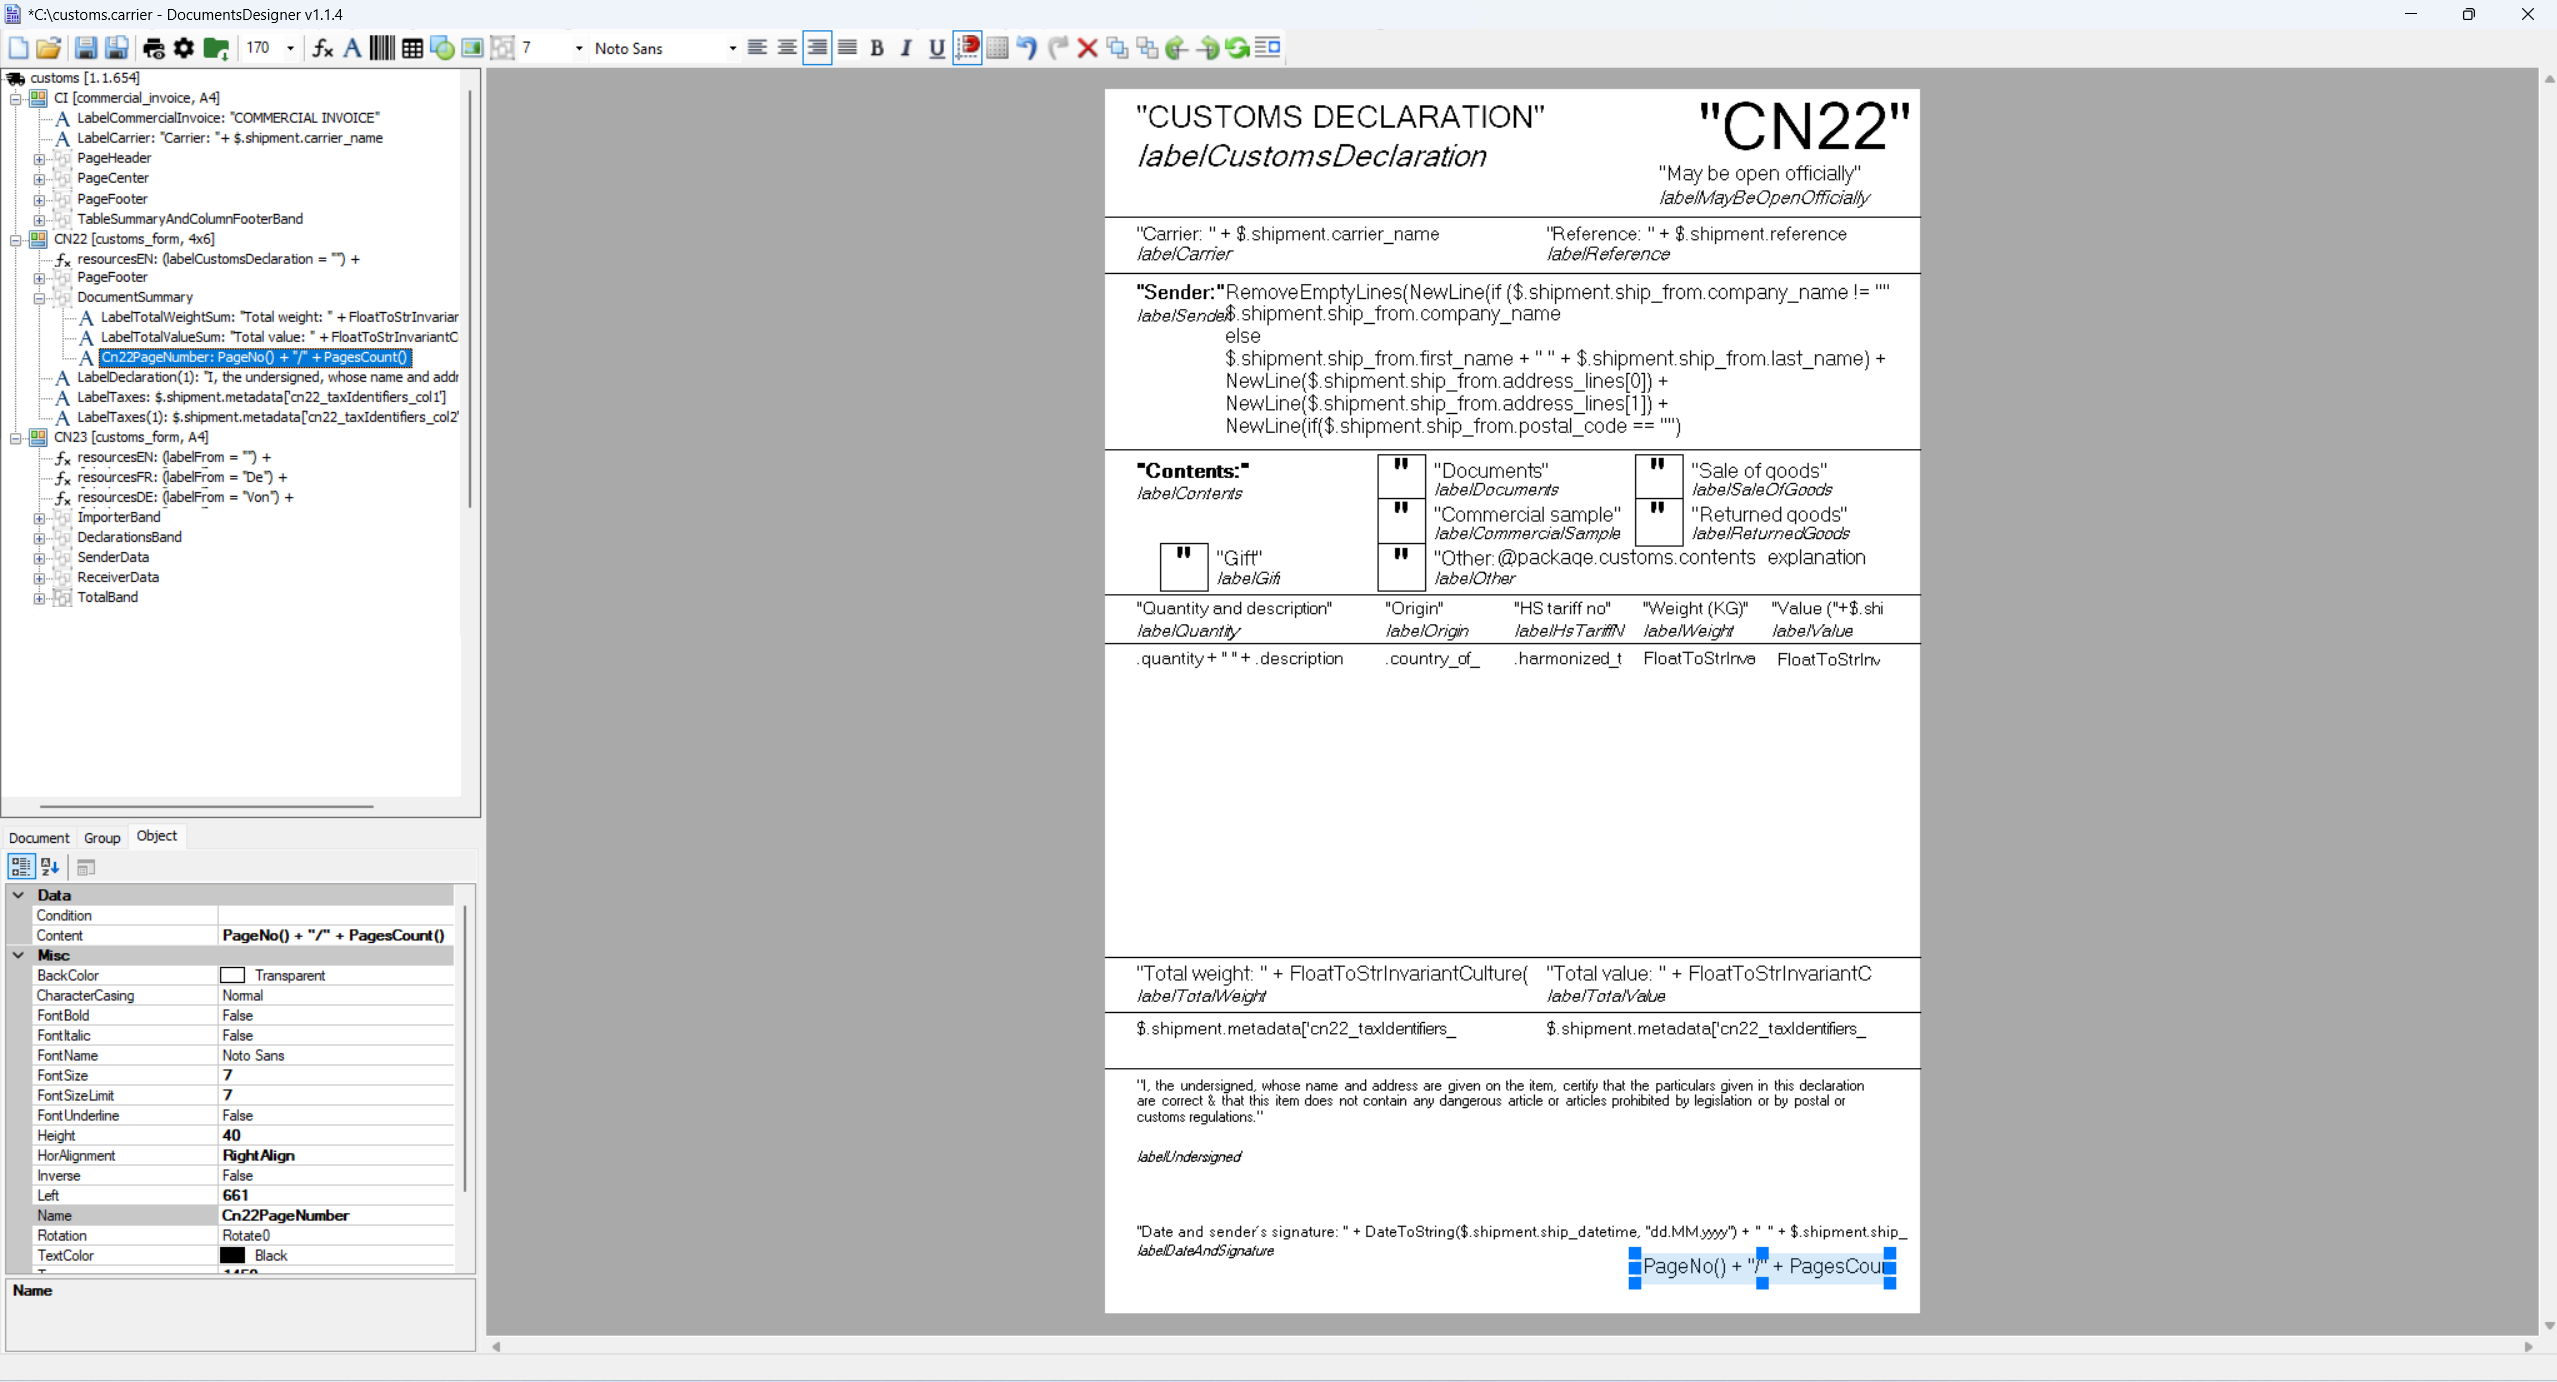 *C:\customs.carrier - DocumentsDesigner v1.1.4
170
7
Noto Sans
B I U
customs [1.1.654]
CI [commercial_invoice, A4]
LabelCommercialInvoice: "COMMERCIAL INVOICE"
LabelCarrier: "Carrier: "+ $.shipment.carrier_name
PageHeader
PageCenter
PageFooter
TableSummaryAndColumnFooterBand
CN22 [customs_form, 4x6]
resourcesEN: (labelCustomsDeclaration = "") +
PageFooter
DocumentSummary
LabelTotalWeightSum: "Total weight: " + FloatToStrInvariar
LabelTotalValueSum: "Total value: " + FloatToStrInvariantC
Cn22PageNumber: PageNo() + "/" + PagesCount()
LabelDeclaration(1): "I, the undersigned, whose name and addr
LabelTaxes: $.shipment.metadata['cn22_taxIdentifiers_col1']
LabelTaxes(1): $.shipment.metadata['cn22_taxIdentifiers_col2'
CN23 [customs_form, A4]
resourcesEN: (labelFrom = "") +
resourcesFR: (labelFrom = "De") +
resourcesDE: (labelFrom = "Von") +
ImporterBand
DeclarationsBand
SenderData
ReceiverData
TotalBand
Document Group Object
Data
Condition
Content PageNo() + "/" + PagesCount()
Misc
BackColor Transparent
CharacterCasing Normal
FontBold False
FontItalic False
FontName Noto Sans
FontSize 7
FontSizeLimit 7
FontUnderline False
Height 40
HorAlignment RightAlign
Inverse False
Left 661
Name Cn22PageNumber
Rotation Rotate0
TextColor Black
Name
"CUSTOMS DECLARATION" "CN22"
labelCustomsDeclaration
"May be open officially"
labelMayBeOpenOfficially
"Carrier: " + $.shipment.carrier_name "Reference: " + $.shipment.reference
labelCarrier labelReference
"Sender:" RemoveEmptyLines(NewLine(if ($.shipment.ship_from.company_name != ""
labelSender $.shipment.ship_from.company_name
else
$.shipment.ship_from.first_name + " " + $.shipment.ship_from.last_name) +
NewLine($.shipment.ship_from.address_lines[0]) +
NewLine($.shipment.ship_from.address_lines[1]) +
NewLine(if($.shipment.ship_from.postal_code == "")
"Contents:" " "Documents" " "Sale of goods"
labelContents labelDocuments labelSaleOfGoods
" "Commercial sample" " "Returned goods"
labelCommercialSample labelReturnedGoods
" "Gift" " "Other: @package.customs.contents_explanation
labelGift labelOther
"Quantity and description" "Origin" "HS tariff no" "Weight (KG)" "Value ("+$.shi
labelQuantity labelOrigin labelHsTariffN labelWeight labelValue
.quantity + " " + .description .country_of_ .harmonized_t FloatToStrInva FloatToStrInv
"Total weight: " + FloatToStrInvariantCulture( "Total value: " + FloatToStrInvariantC
labelTotalWeight labelTotalValue
$.shipment.metadata['cn22_taxIdentifiers_ $.shipment.metadata['cn22_taxIdentifiers_
"I, the undersigned, whose name and address are given on the item, certify that the particulars given in this declaration
are correct & that this item does not contain any dangerous article or articles prohibited by legislation or by postal or
customs regulations."
labelUndersigned
"Date and sender's signature: " + DateToString($.shipment.ship_datetime, "dd.MM.yyyy") + " " + $.shipment.ship_
labelDateAndSignature
PageNo() + "/" + PagesCou